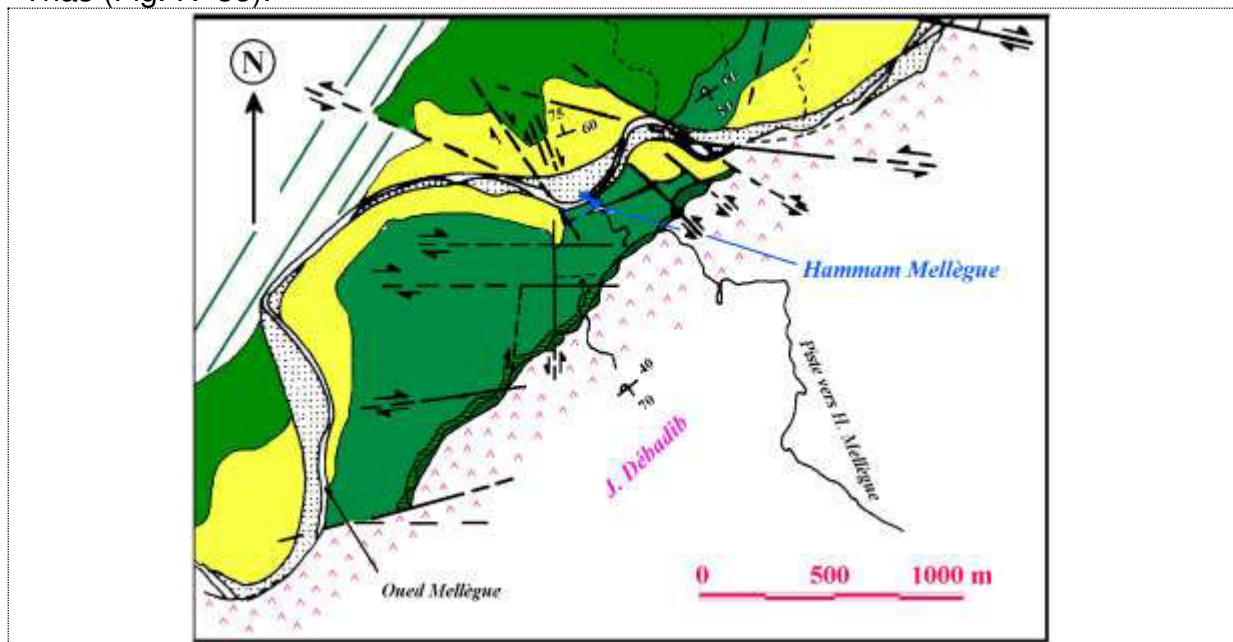 N
75
60
Hammam Mellègue
40
70
Piste vers H. Mellègue
J. Débadib
0 500 1000 m
Oued Mellègue